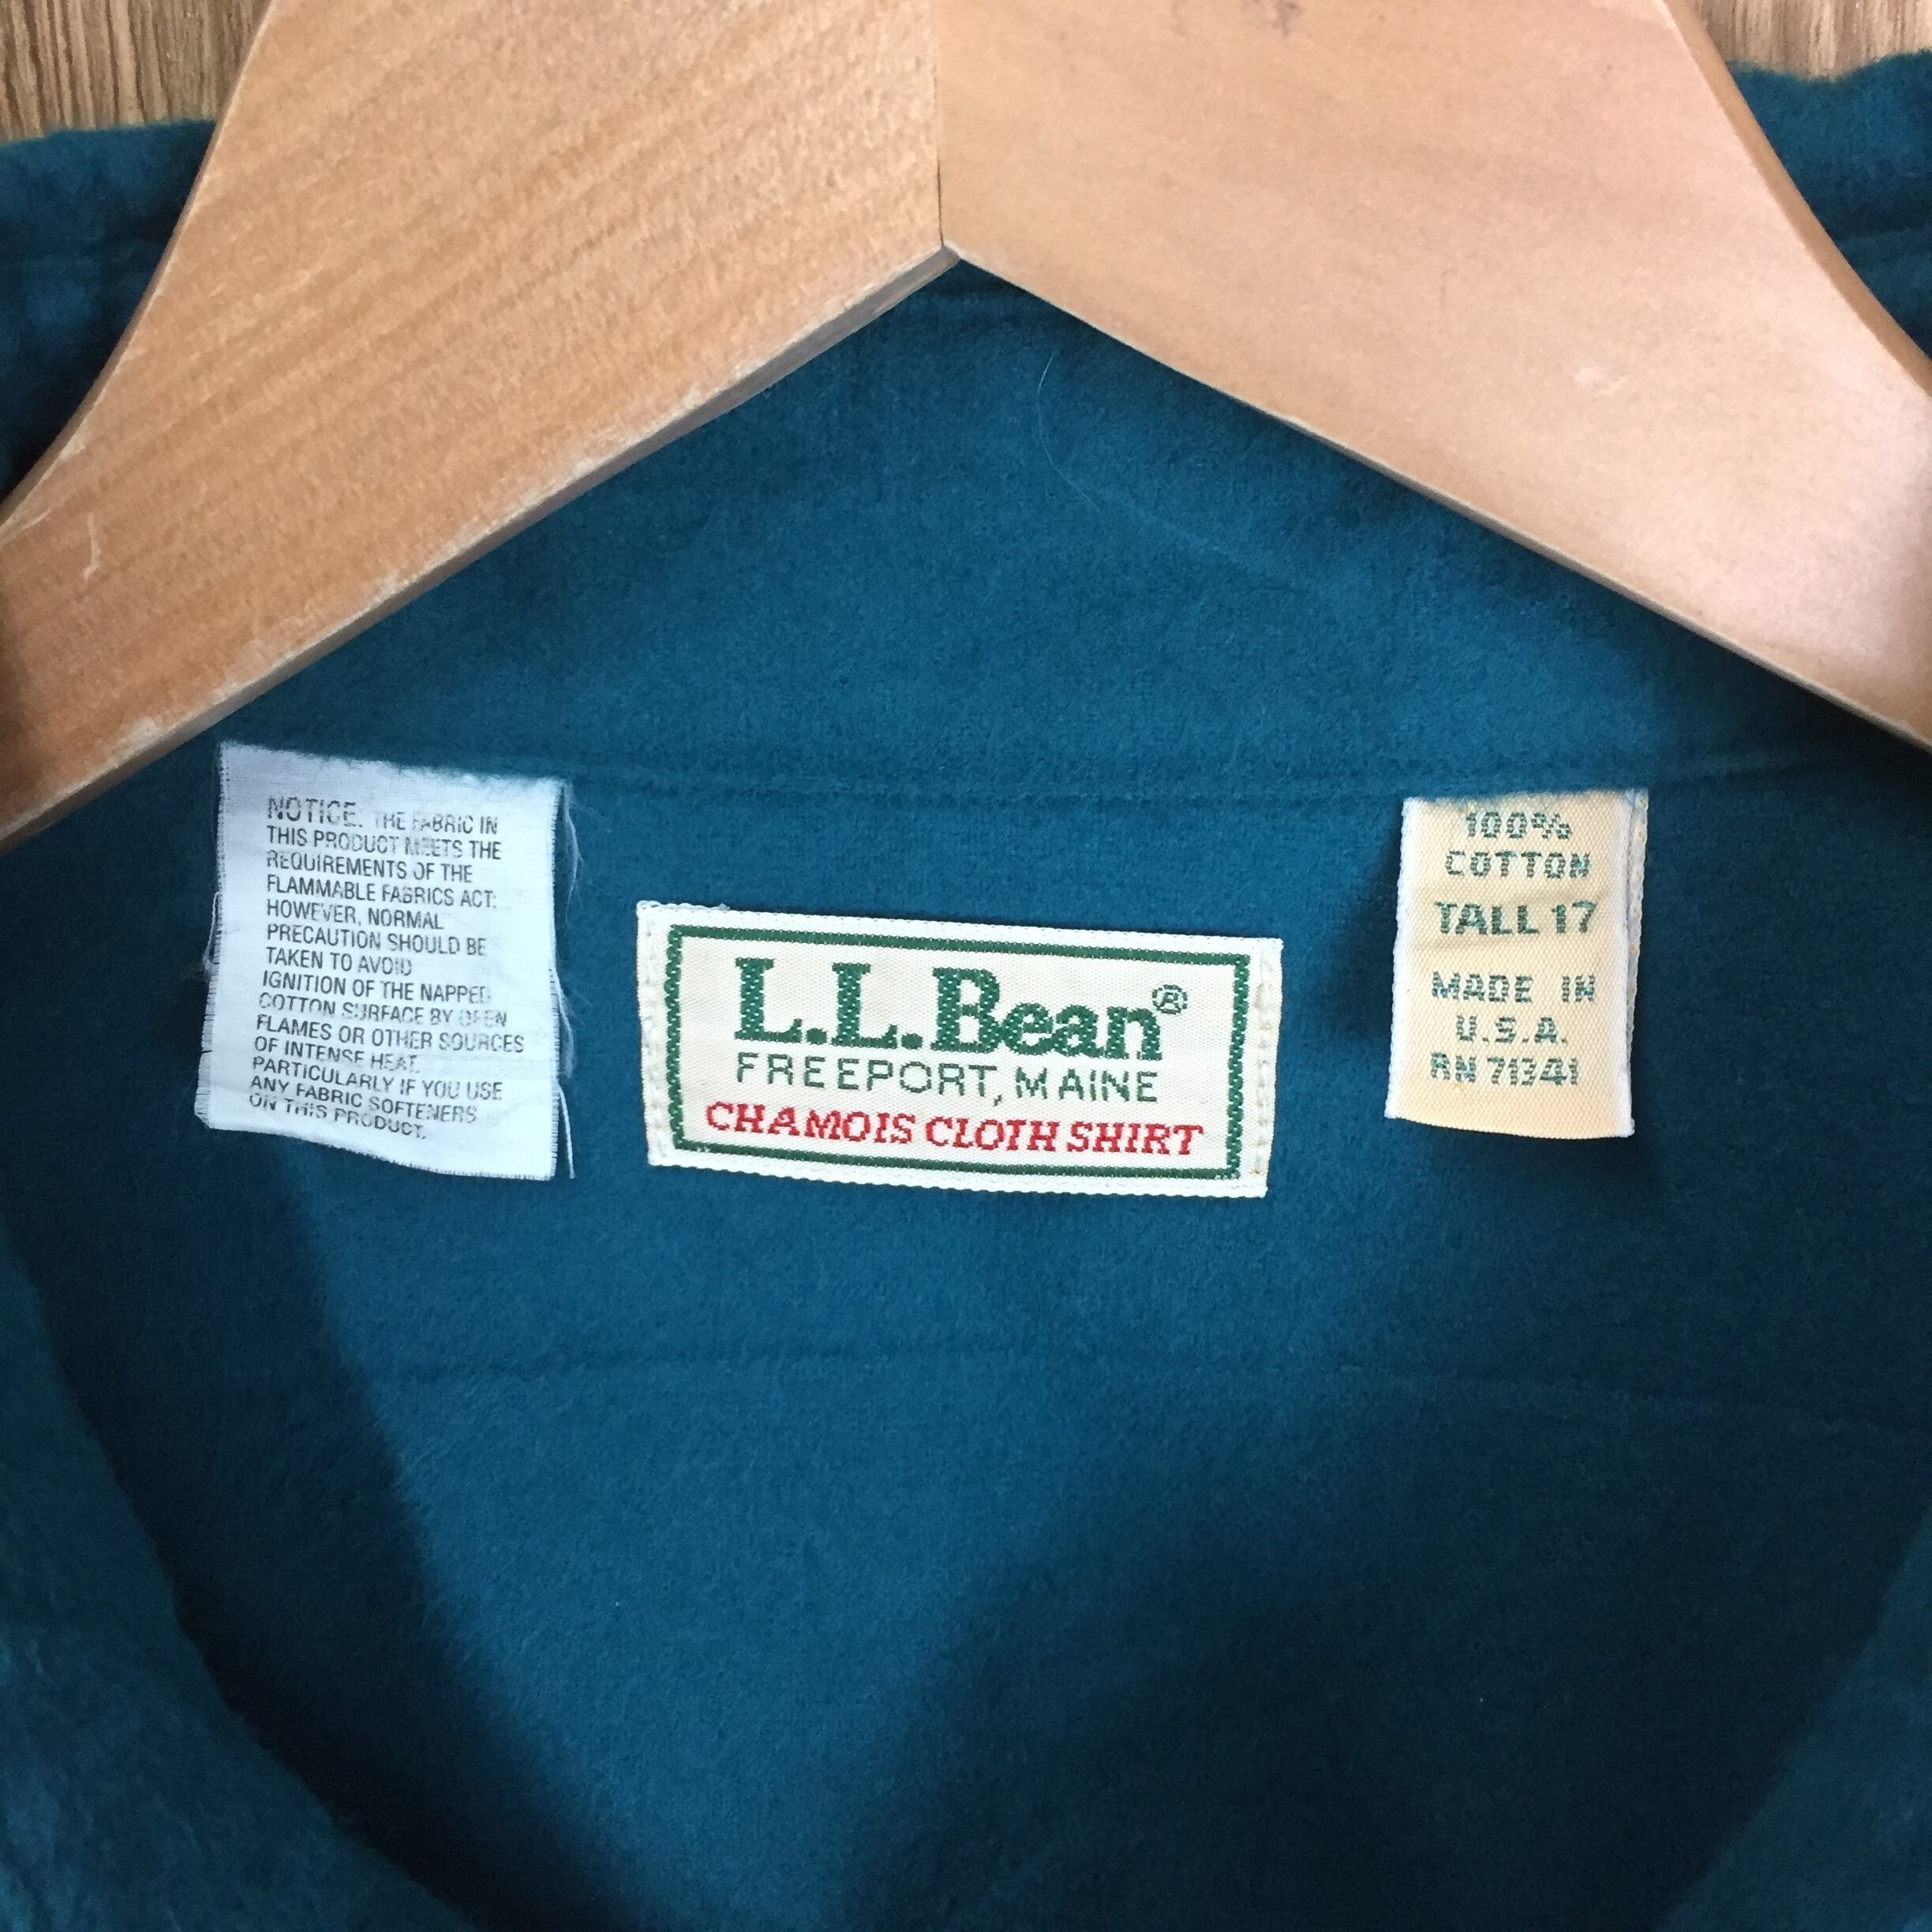 NOTICE: THE FABRIC IN
THIS PRODUCT MEETS THE
REQUIREMENTS OF THE
FLAMMABLE FABRICS ACT:
HOWEVER, NORMAL
PRECAUTION SHOULD BE
TAKEN TO AVOID
IGNITION OF THE NAPPED
COTTON SURFACE BY OPEN
FLAMES OR OTHER SOURCES
OF INTENSE HEAT.
PARTICULARLY IF YOU USE
ANY FABRIC SOFTENERS
ON THIS PRODUCT.
L.L.Bean®
FREEPORT, MAINE
CHAMOIS CLOTH SHIRT
100%
COTTON
TALL 17
MADE IN
U.S.A.
RN 71341